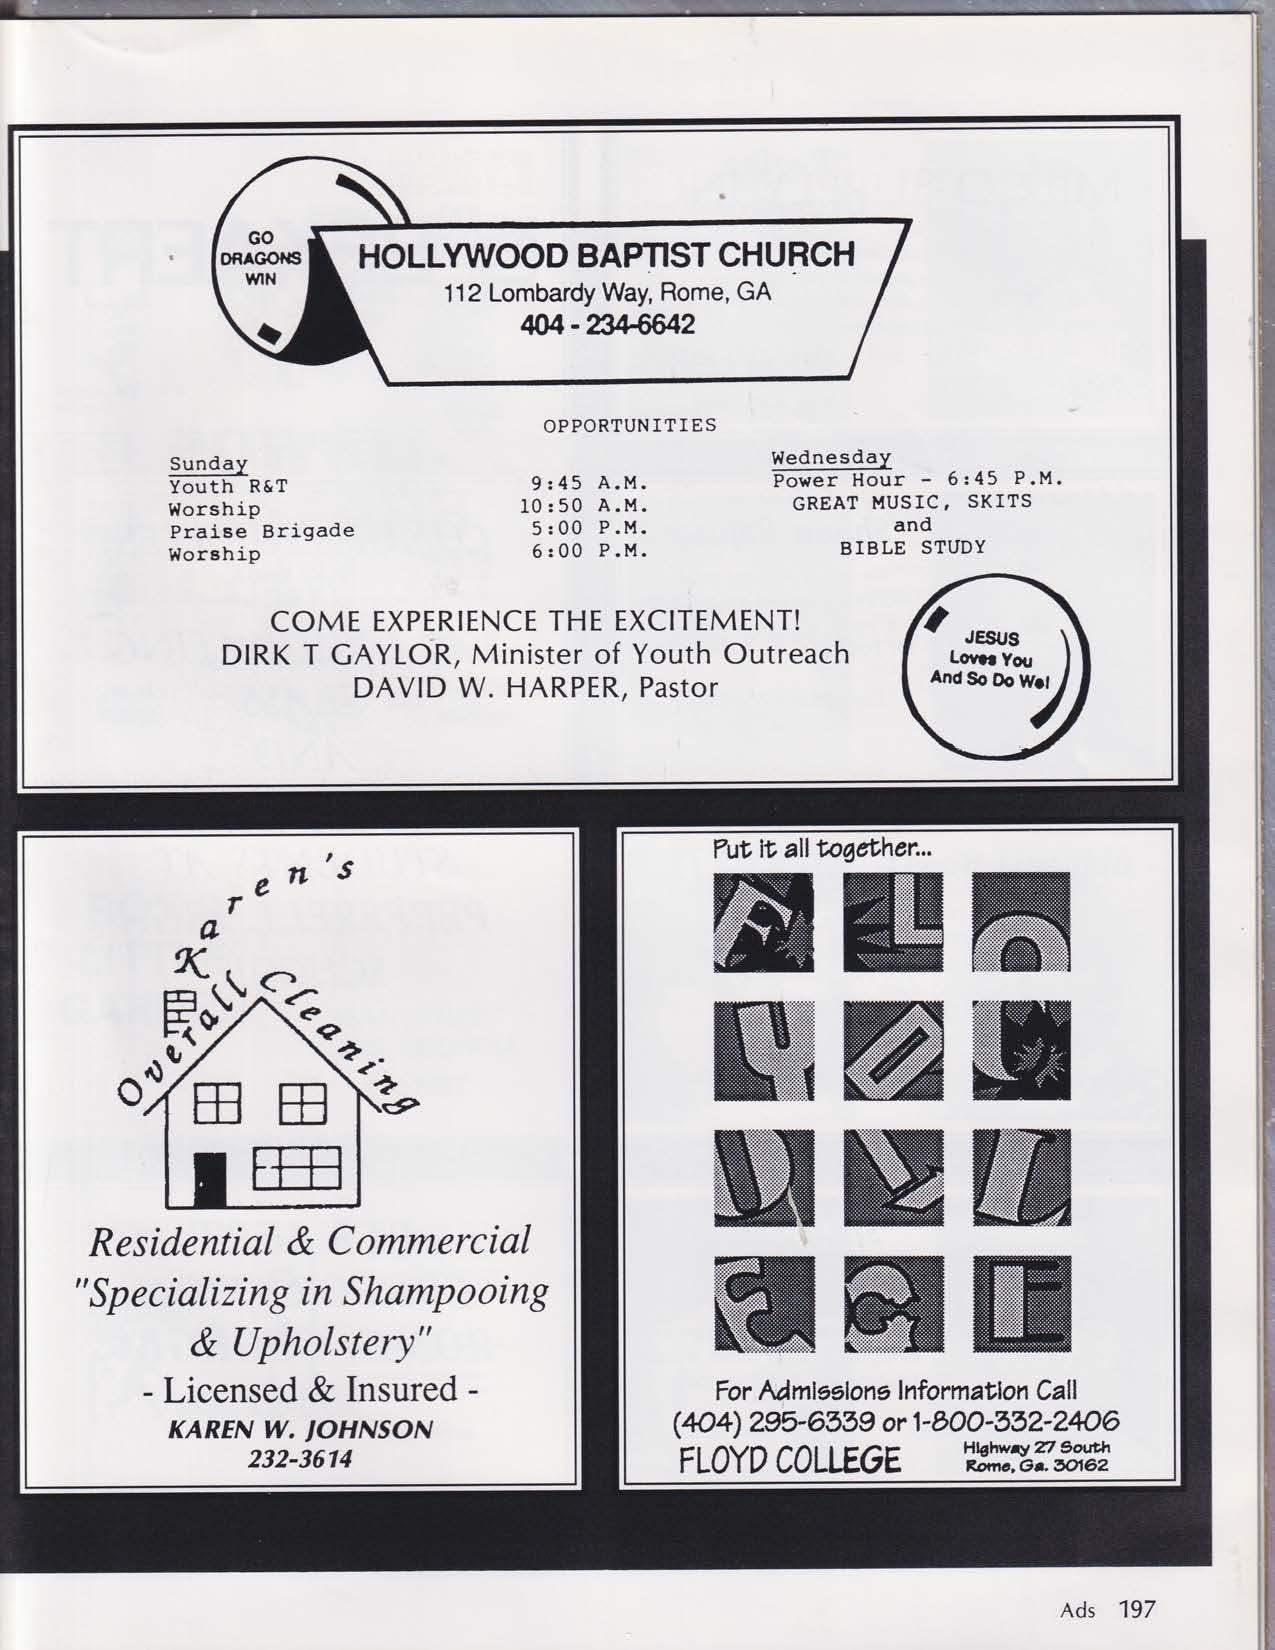 GO
DRAGONS
WIN
HOLLYWOOD BAPTIST CHURCH
112 Lombardy Way, Rome, GA
404 - 234-6642
OPPORTUNITIES
Sunday
Youth R&T 9:45 A.M.
Worship 10:50 A.M.
Praise Brigade 5:00 P.M.
Worship 6:00 P.M.
Wednesday
Power Hour - 6:45 P.M.
GREAT MUSIC, SKITS
and
BIBLE STUDY
COME EXPERIENCE THE EXCITEMENT!
DIRK T GAYLOR, Minister of Youth Outreach
DAVID W. HARPER, Pastor
JESUS
Loves You
And So Do We!
Karen's
Overall Cleaning
Residential & Commercial
"Specializing in Shampooing
& Upholstery"
- Licensed & Insured -
KAREN W. JOHNSON
232-3614
Put it all together...
F L O
Y D C
O L L
E G E
For Admissions Information Call
(404) 295-6339 or 1-800-332-2406
FLOYD COLLEGE
Highway 27 South
Rome, Ga. 30162
Ads 197